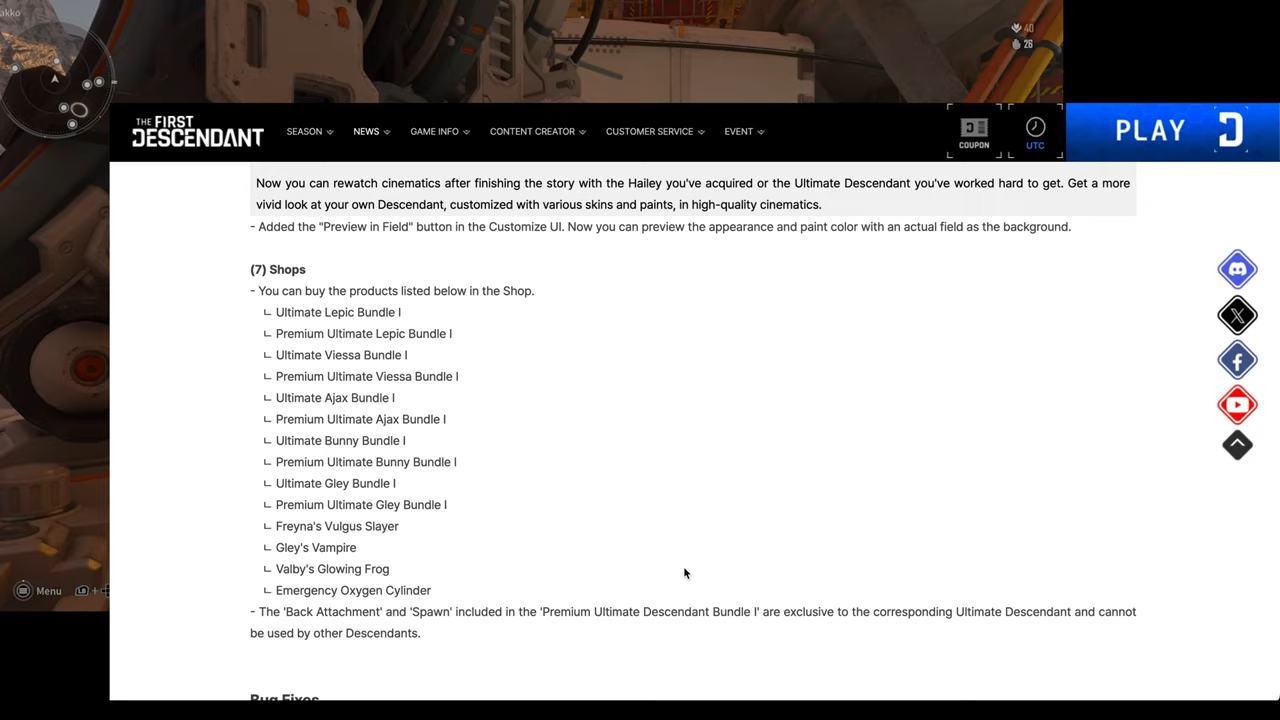 akko
40
26
THE FIRST DESCENDANT
SEASON
NEWS
GAME INFO
CONTENT CREATOR
CUSTOMER SERVICE
EVENT
COUPON
UTC
PLAY
Now you can rewatch cinematics after finishing the story with the Hailey you've acquired or the Ultimate Descendant you've worked hard to get. Get a more
vivid look at your own Descendant, customized with various skins and paints, in high-quality cinematics.
- Added the "Preview in Field" button in the Customize UI. Now you can preview the appearance and paint color with an actual field as the background.
(7) Shops
- You can buy the products listed below in the Shop.
ㄴ Ultimate Lepic Bundle I
ㄴ Premium Ultimate Lepic Bundle I
ㄴ Ultimate Viessa Bundle I
ㄴ Premium Ultimate Viessa Bundle I
ㄴ Ultimate Ajax Bundle I
ㄴ Premium Ultimate Ajax Bundle I
ㄴ Ultimate Bunny Bundle I
ㄴ Premium Ultimate Bunny Bundle I
ㄴ Ultimate Gley Bundle I
ㄴ Premium Ultimate Gley Bundle I
ㄴ Freyna's Vulgus Slayer
ㄴ Gley's Vampire
ㄴ Valby's Glowing Frog
ㄴ Emergency Oxygen Cylinder
- The 'Back Attachment' and 'Spawn' included in the 'Premium Ultimate Descendant Bundle I' are exclusive to the corresponding Ultimate Descendant and cannot
be used by other Descendants.
Menu
LB +
Bug Fixes